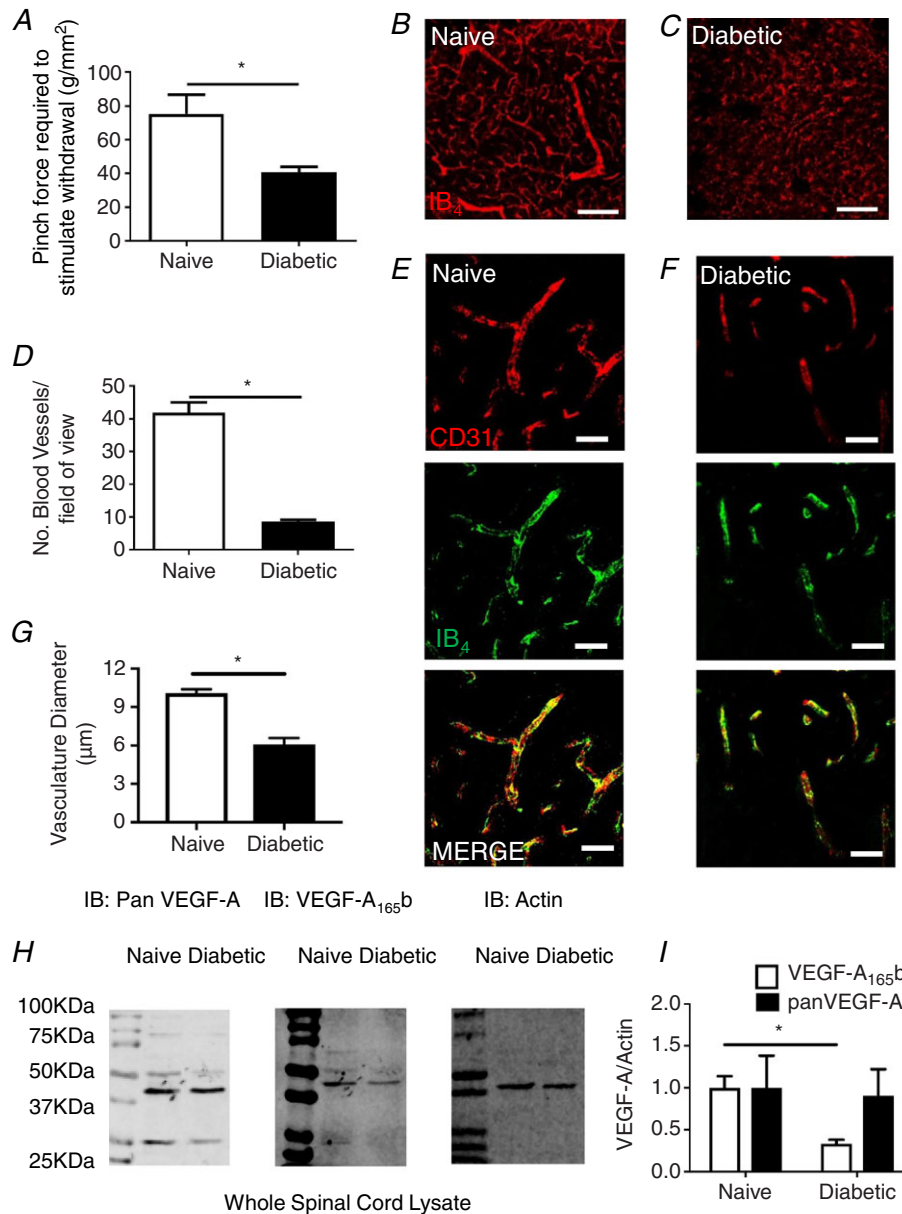 A
Pinch force required to
stimulate withdrawal (g/mm²)
100
80
60
40
20
0
*
Naive
Diabetic
B
Naive
IB₄
C
Diabetic
D
No. Blood Vessels/
field of view
50
40
30
20
10
0
*
Naive
Diabetic
E
Naive
CD31
IB₄
MERGE
F
Diabetic
G
Vasculature Diameter
(µm)
12
9
6
3
0
*
Naive
Diabetic
IB: Pan VEGF-A
IB: VEGF-A₁₆₅b
IB: Actin
H
Naive Diabetic
Naive Diabetic
Naive Diabetic
100KDa
75KDa
50KDa
37KDa
25KDa
Whole Spinal Cord Lysate
I
VEGF-A₁₆₅b
panVEGF-A
VEGF-A/Actin
2.0
1.5
1.0
0.5
0.0
*
Naive
Diabetic